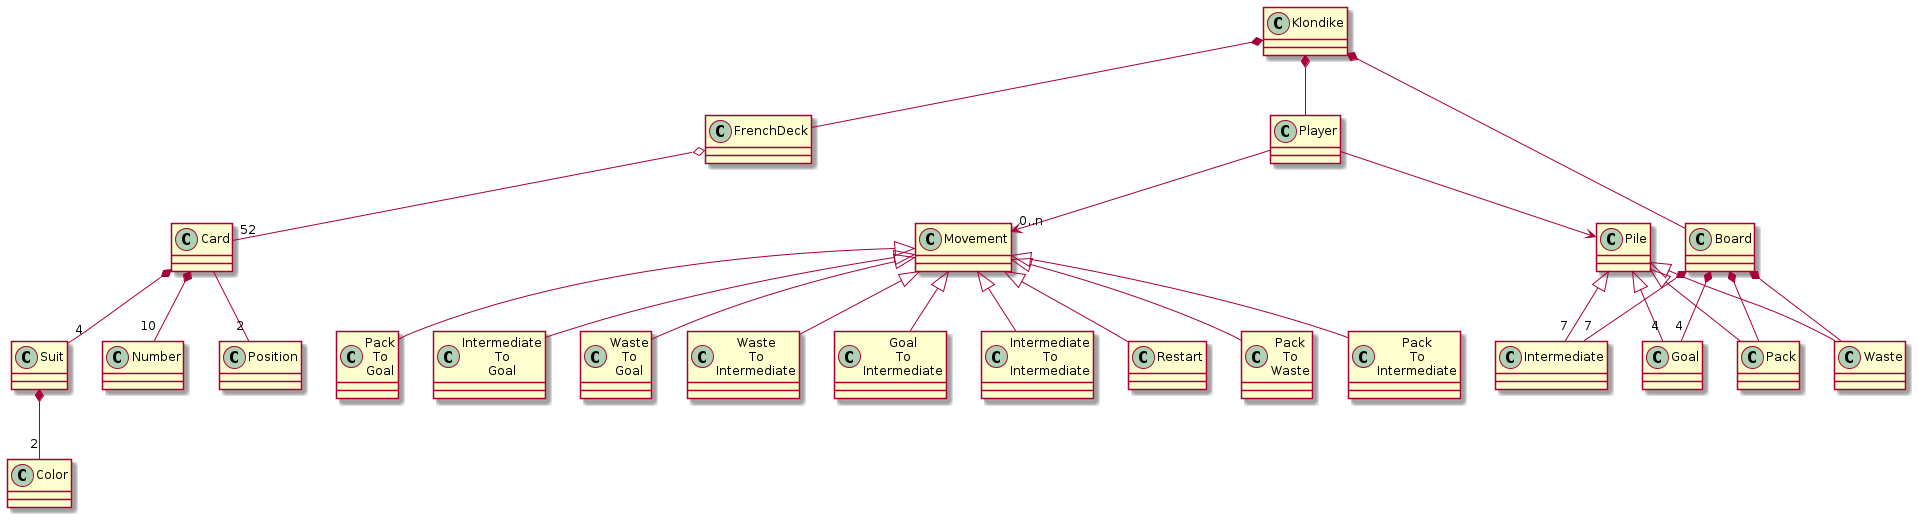 C Klondike
C FrenchDeck
C Player
52
0..n
C Card
C Movement
C Pile
C Board
4
10
2
7
7
4
4
C Suit
C Number
C Position
C Pack
To
Goal
C Intermediate
To
Goal
C Waste
To
Goal
C Waste
To
Intermediate
C Goal
To
Intermediate
C Intermediate
To
Intermediate
C Restart
C Pack
To
Waste
C Pack
To
Intermediate
C Intermediate
C Goal
C Pack
C Waste
2
C Color